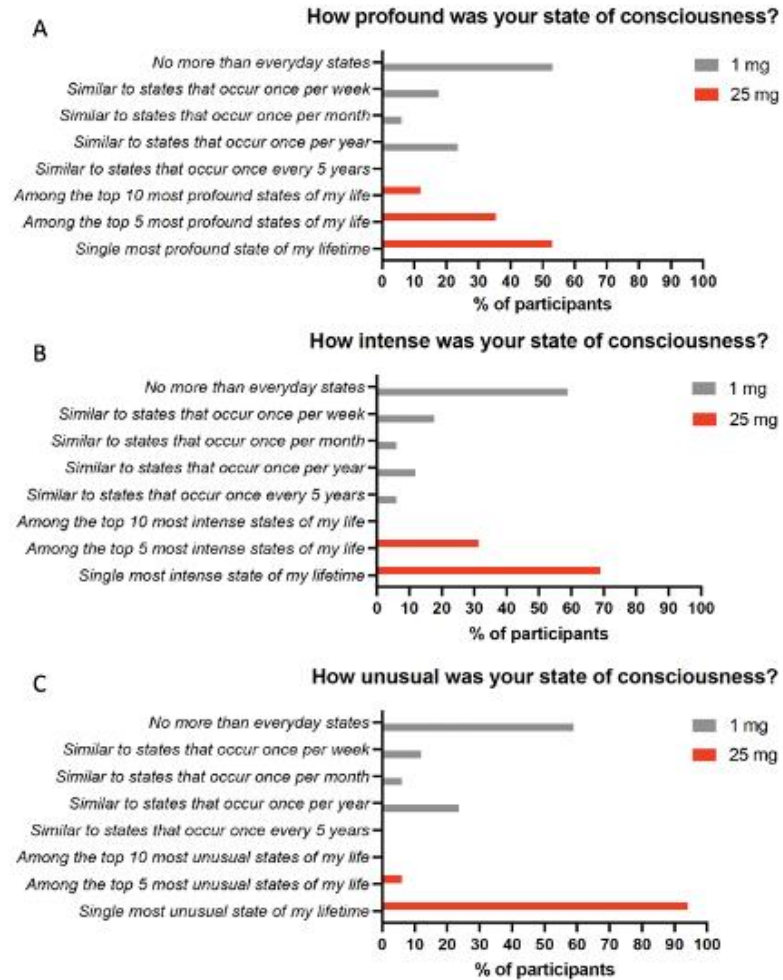 A
How profound was your state of consciousness?
No more than everyday states
Similar to states that occur once per week
Similar to states that occur once per month
Similar to states that occur once per year
Similar to states that occur once every 5 years
Among the top 10 most profound states of my life
Among the top 5 most profound states of my life
Single most profound state of my lifetime
1 mg
25 mg
0 10 20 30 40 50 60 70 80 90 100
% of participants
B
How intense was your state of consciousness?
No more than everyday states
Similar to states that occur once per week
Similar to states that occur once per month
Similar to states that occur once per year
Similar to states that occur once every 5 years
Among the top 10 most intense states of my life
Among the top 5 most intense states of my life
Single most intense state of my lifetime
1 mg
25 mg
0 10 20 30 40 50 60 70 80 90 100
% of participants
C
How unusual was your state of consciousness?
No more than everyday states
Similar to states that occur once per week
Similar to states that occur once per month
Similar to states that occur once per year
Similar to states that occur once every 5 years
Among the top 10 most unusual states of my life
Among the top 5 most unusual states of my life
Single most unusual state of my lifetime
1 mg
25 mg
0 10 20 30 40 50 60 70 80 90 100
% of participants